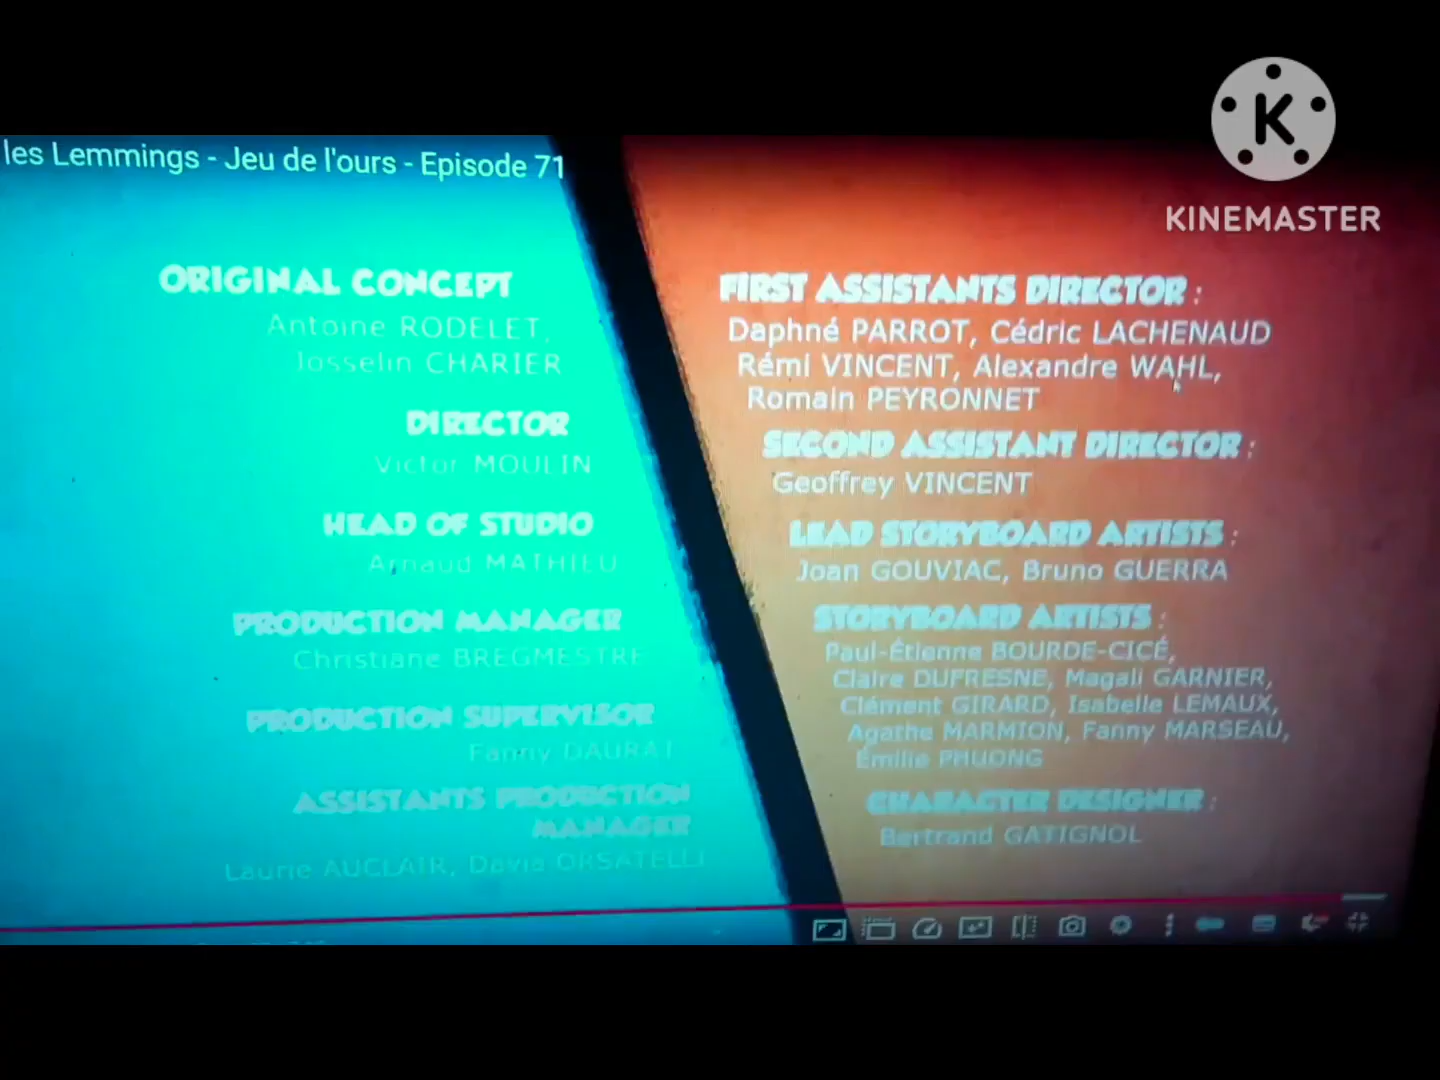 les Lemmings - Jeu de l'ours - Episode 71
KINEMASTER
ORIGINAL CONCEPT
Antoine RODELET,
Josselin CHARIER
DIRECTOR
Victor MOULIN
HEAD OF STUDIO
Arnaud MATHIEU
PRODUCTION MANAGER
Christiane BREGMESTRE
PRODUCTION SUPERVISOR
Fanny DAURAT
ASSISTANTS PRODUCTION
MANAGER
Laurie AUCLAIR, Davia ORSATELLI
FIRST ASSISTANTS DIRECTOR :
Daphné PARROT, Cédric LACHENAUD
Rémi VINCENT, Alexandre WAHL,
Romain PEYRONNET
SECOND ASSISTANT DIRECTOR :
Geoffrey VINCENT
LEAD STORYBOARD ARTISTS :
Joan GOUVIAC, Bruno GUERRA
STORYBOARD ARTISTS :
Paul-Étienne BOURDE-CICÉ,
Claire DUFRESNE, Magali GARNIER,
Clément GIRARD, Isabelle LEMAUX,
Agathe MARMION, Fanny MARSEAU,
Émilie PHUONG
CHARACTER DESIGNER :
Bertrand GATIGNOL